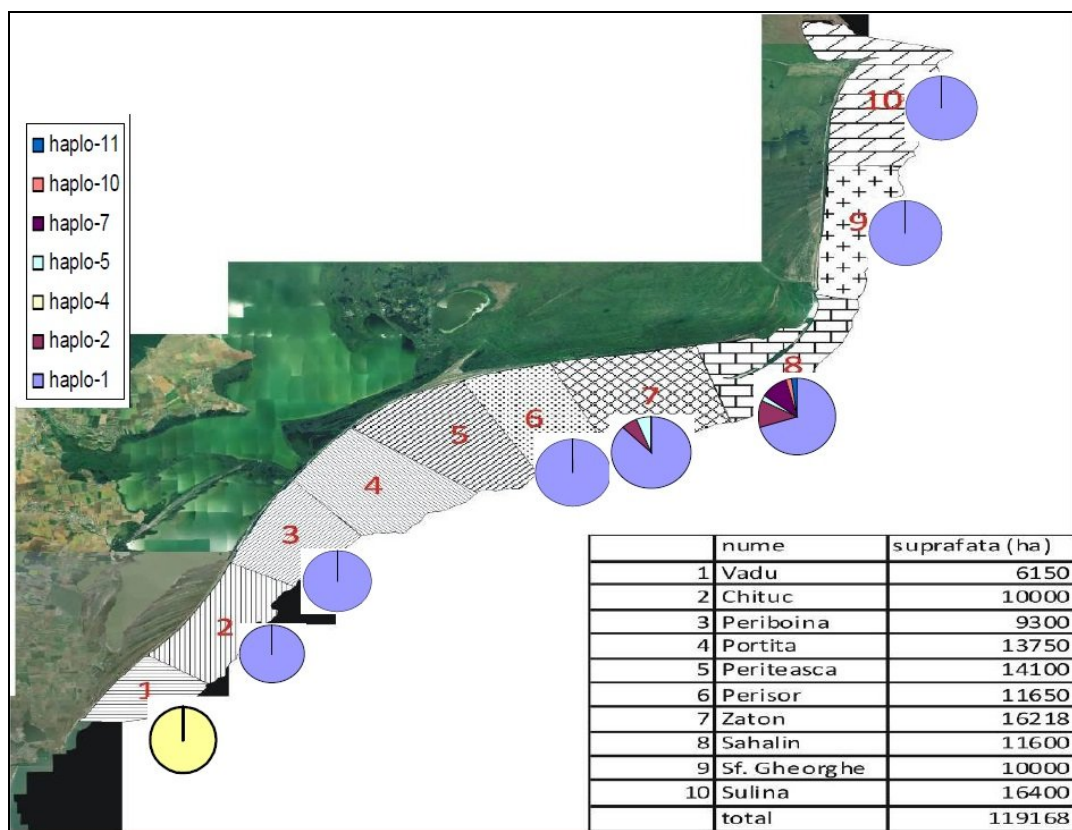 haplo-11
haplo-10
haplo-7
haplo-5
haplo-4
haplo-2
haplo-1
10
9
8
7
6
5
4
3
2
1
nume suprafata (ha)
1 Vadu 6150
2 Chituc 10000
3 Periboina 9300
4 Portita 13750
5 Periteasca 14100
6 Perisor 11650
7 Zaton 16218
8 Sahalin 11600
9 Sf. Gheorghe 10000
10 Sulina 16400
total 119168